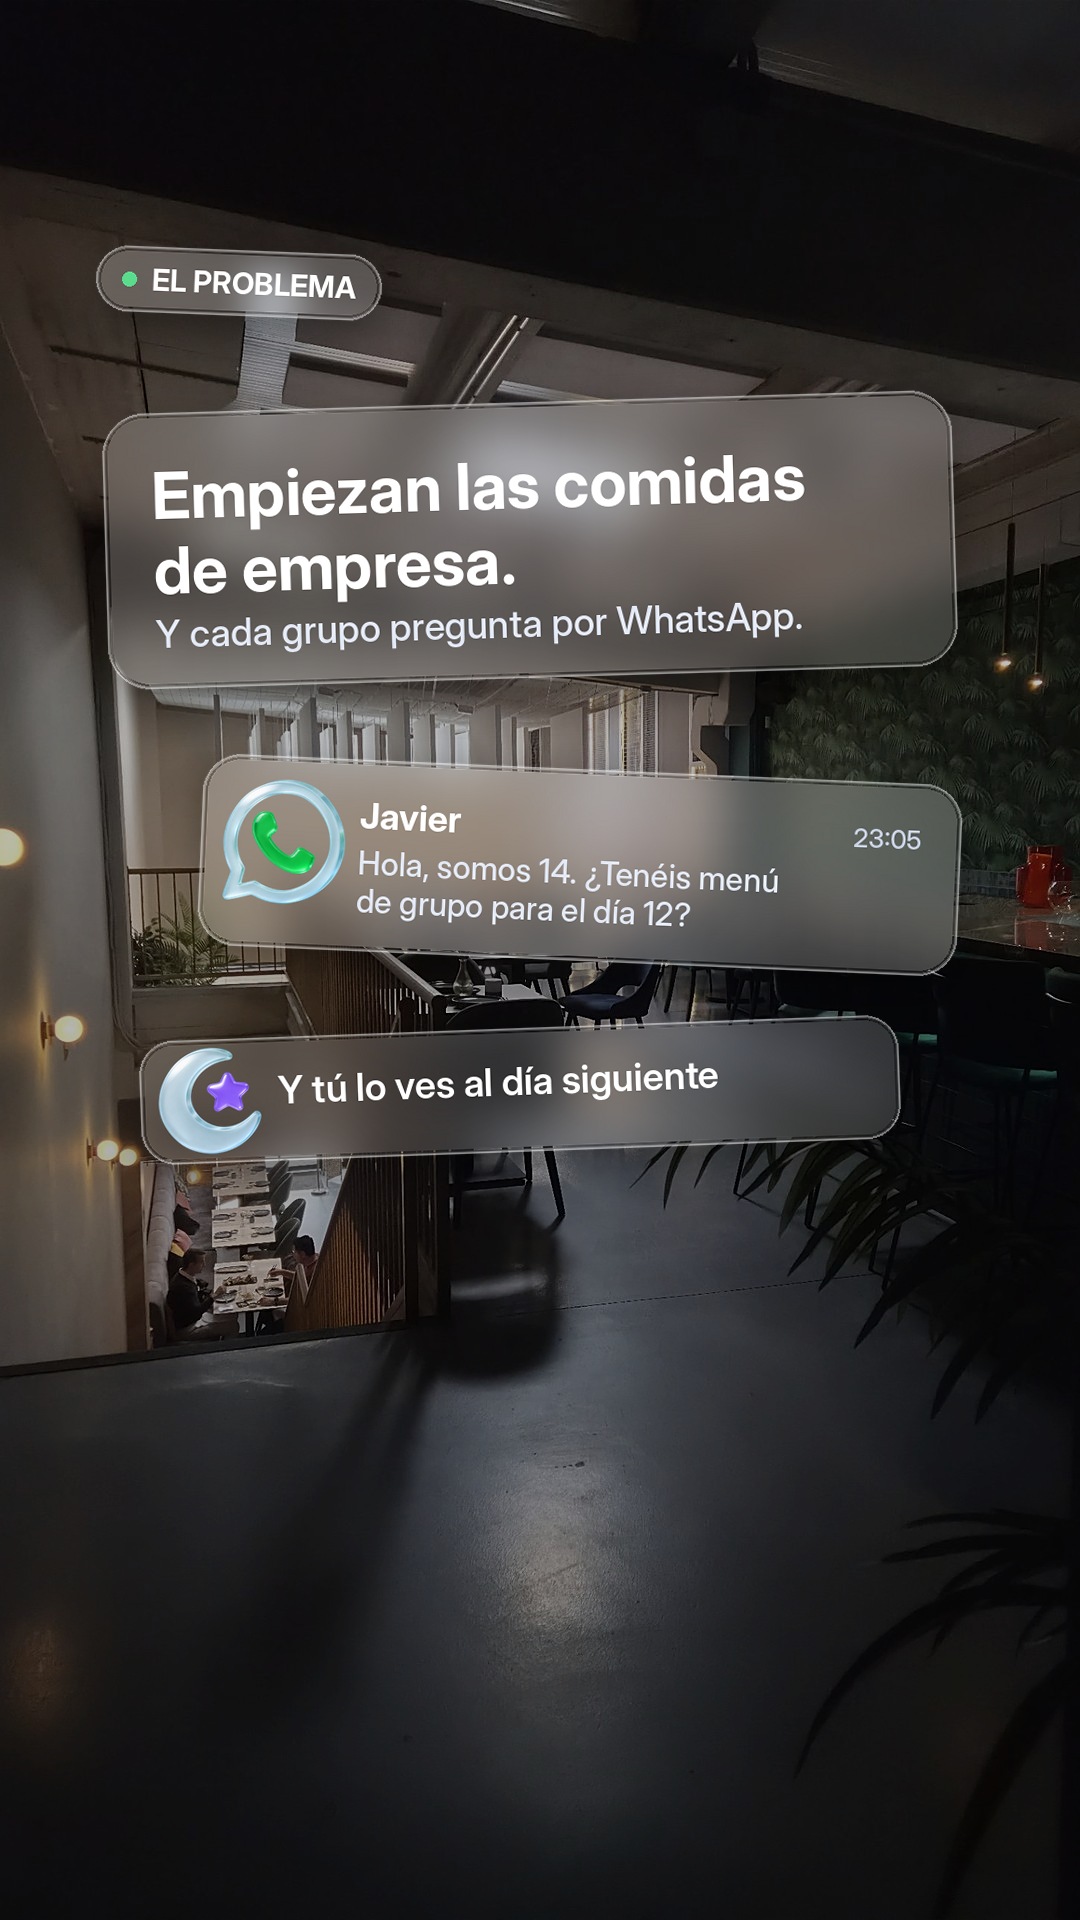 EL PROBLEMA
Empiezan las comidas
de empresa.
Y cada grupo pregunta por WhatsApp.
Javier
23:05
Hola, somos 14. ¿Tenéis menú
de grupo para el día 12?
Y tú lo ves al día siguiente